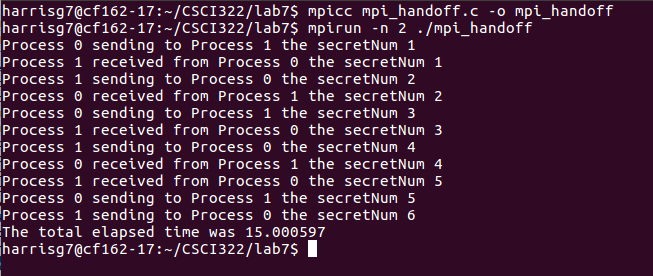 harrisg7@cf162-17:~/CSCI322/lab7$ mpicc mpi_handoff.c -o mpi_handoff
harrisg7@cf162-17:~/CSCI322/lab7$ mpirun -n 2 ./mpi_handoff
Process 0 sending to Process 1 the secretNum 1
Process 1 received from Process 0 the secretNum 1
Process 1 sending to Process 0 the secretNum 2
Process 0 received from Process 1 the secretNum 2
Process 0 sending to Process 1 the secretNum 3
Process 1 received from Process 0 the secretNum 3
Process 1 sending to Process 0 the secretNum 4
Process 0 received from Process 1 the secretNum 4
Process 1 received from Process 0 the secretNum 5
Process 0 sending to Process 1 the secretNum 5
Process 1 sending to Process 0 the secretNum 6
The total elapsed time was 15.000597
harrisg7@cf162-17:~/CSCI322/lab7$